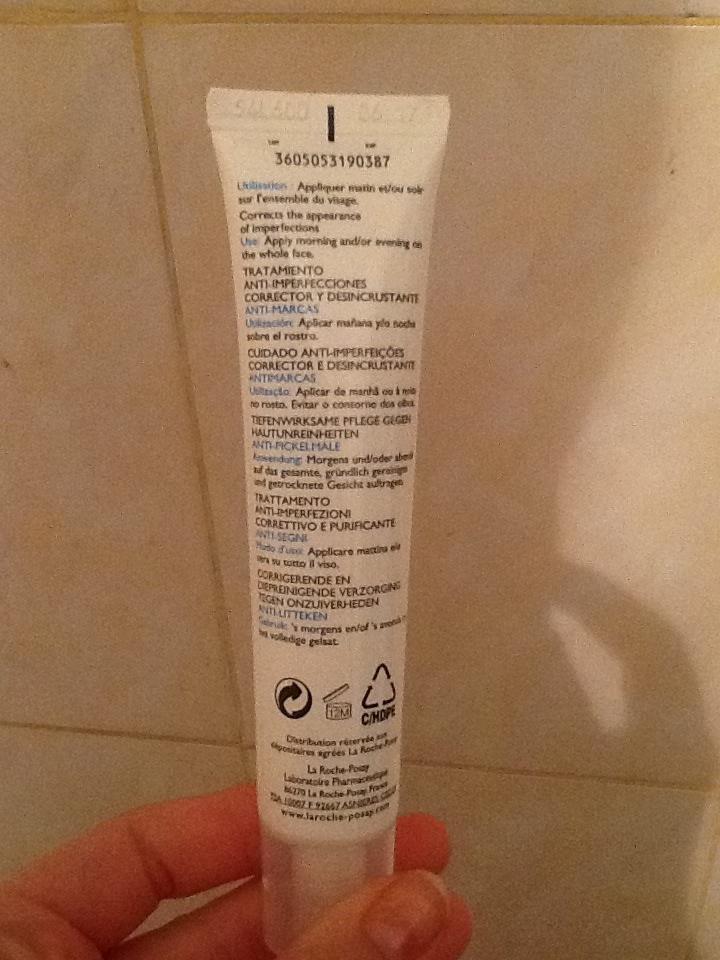 54L600 06 17
3605053190387
Utilisation : Appliquer matin et/ou soir
sur l'ensemble du visage.
Corrects the appearance
of imperfections
Use: Apply morning and/or evening on
the whole face.
TRATAMIENTO
ANTI-IMPERFECCIONES
CORRECTOR Y DESINCRUSTANTE
ANTI-MARCAS
Utilización: Aplicar mañana y/o noche
sobre el rostro.
CUIDADO ANTI-IMPERFEIÇÕES
CORRECTOR E DESINCRUSTANTE
ANTIMARCAS
Utilização: Aplicar de manhã ou à noite
no rosto. Evitar o contorno dos olhos.
TIEFENWIRKSAME PFLEGE GEGEN
HAUTUNREINHEITEN
ANTI-PICKELMALE
Anwendung: Morgens und/oder abends
auf das gesamte, gründlich gereinigte
und getrocknete Gesicht auftragen
TRATTAMENTO
ANTI-IMPERFEZIONI
CORRETTIVO E PURIFICANTE
ANTI-SEGNI
Modo d'uso: Applicare mattina e/o
sera su tutto il viso.
CORRIGERENDE EN
DIEPREINIGENDE VERZORGING
TEGEN ONZUIVERHEDEN
ANTI-LITTEKEN
Gebruik: 's morgens en/of 's avonds
het volledige gelaat.
12M
C/HDPE
Distribution réservée aux
dépositaires agréés La Roche-Posay
La Roche-Posay
Laboratoire Pharmaceutique
86270 La Roche-Posay, France
TSA 10007 F 92667 ASNIERES
www.laroche-posay.com